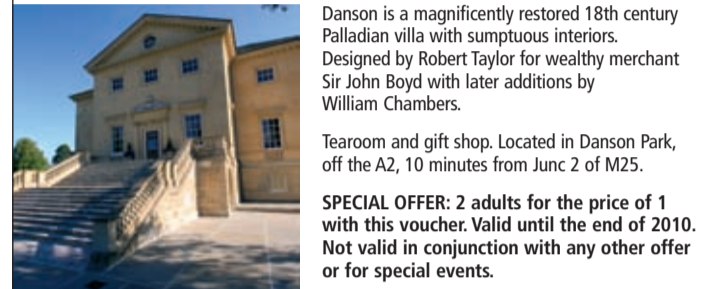 Danson is a magnificently restored 18th century
Palladian villa with sumptuous interiors.
Designed by Robert Taylor for wealthy merchant
Sir John Boyd with later additions by
William Chambers.
Tearoom and gift shop. Located in Danson Park,
off the A2, 10 minutes from Junc 2 of M25.
SPECIAL OFFER: 2 adults for the price of 1
with this voucher. Valid until the end of 2010.
Not valid in conjunction with any other offer
or for special events.